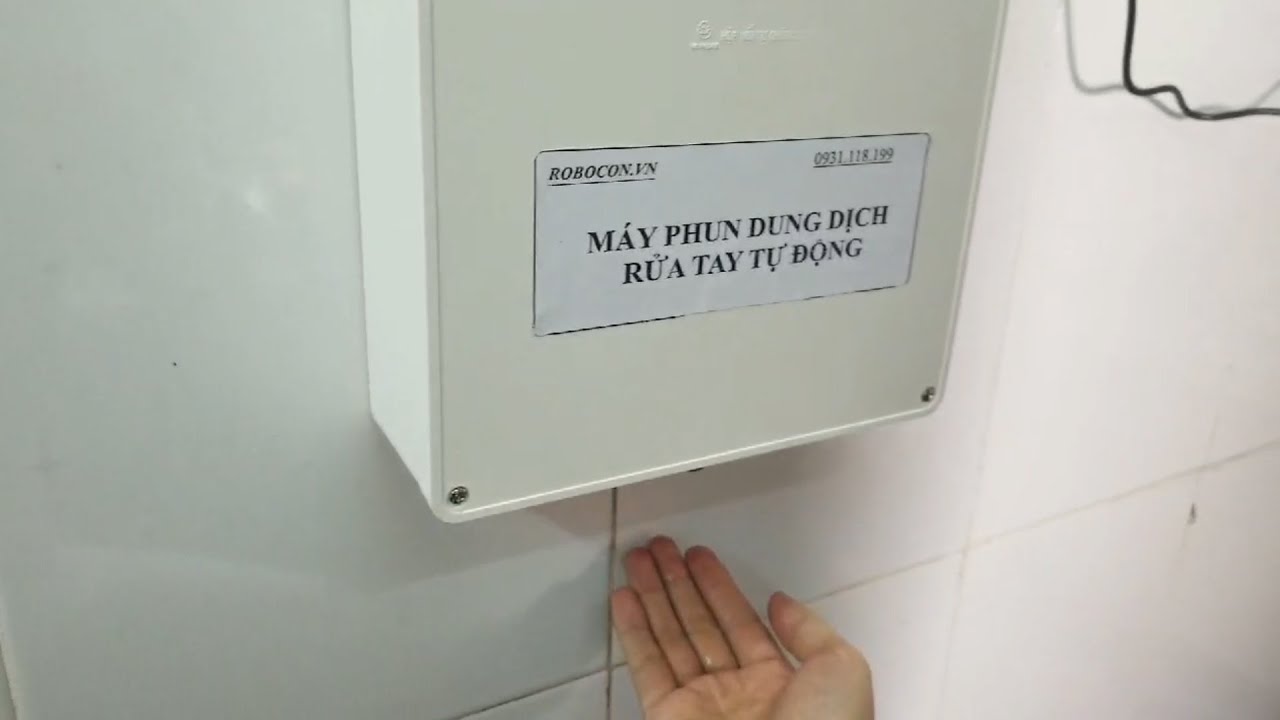 ROBOCON.VN
0931.118.199
MÁY PHUN DUNG DỊCH
RỬA TAY TỰ ĐỘNG